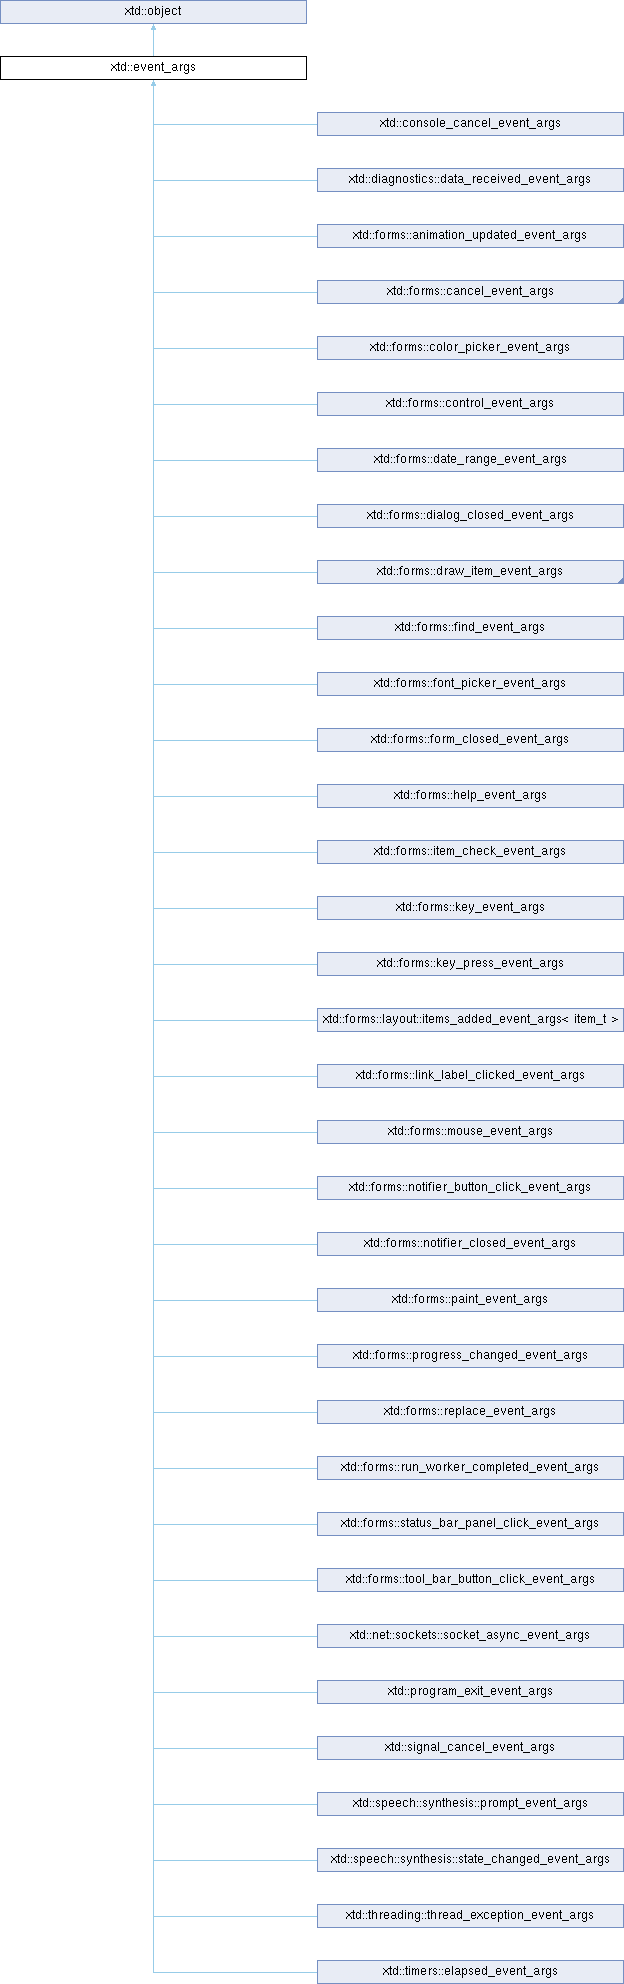 xtd::object
xtd::event_args
xtd::console_cancel_event_args
xtd::diagnostics::data_received_event_args
xtd::forms::animation_updated_event_args
xtd::forms::cancel_event_args
xtd::forms::color_picker_event_args
xtd::forms::control_event_args
xtd::forms::date_range_event_args
xtd::forms::dialog_closed_event_args
xtd::forms::draw_item_event_args
xtd::forms::find_event_args
xtd::forms::font_picker_event_args
xtd::forms::form_closed_event_args
xtd::forms::help_event_args
xtd::forms::item_check_event_args
xtd::forms::key_event_args
xtd::forms::key_press_event_args
xtd::forms::layout::items_added_event_args< item_t >
xtd::forms::link_label_clicked_event_args
xtd::forms::mouse_event_args
xtd::forms::notifier_button_click_event_args
xtd::forms::notifier_closed_event_args
xtd::forms::paint_event_args
xtd::forms::progress_changed_event_args
xtd::forms::replace_event_args
xtd::forms::run_worker_completed_event_args
xtd::forms::status_bar_panel_click_event_args
xtd::forms::tool_bar_button_click_event_args
xtd::net::sockets::socket_async_event_args
xtd::program_exit_event_args
xtd::signal_cancel_event_args
xtd::speech::synthesis::prompt_event_args
xtd::speech::synthesis::state_changed_event_args
xtd::threading::thread_exception_event_args
xtd::timers::elapsed_event_args